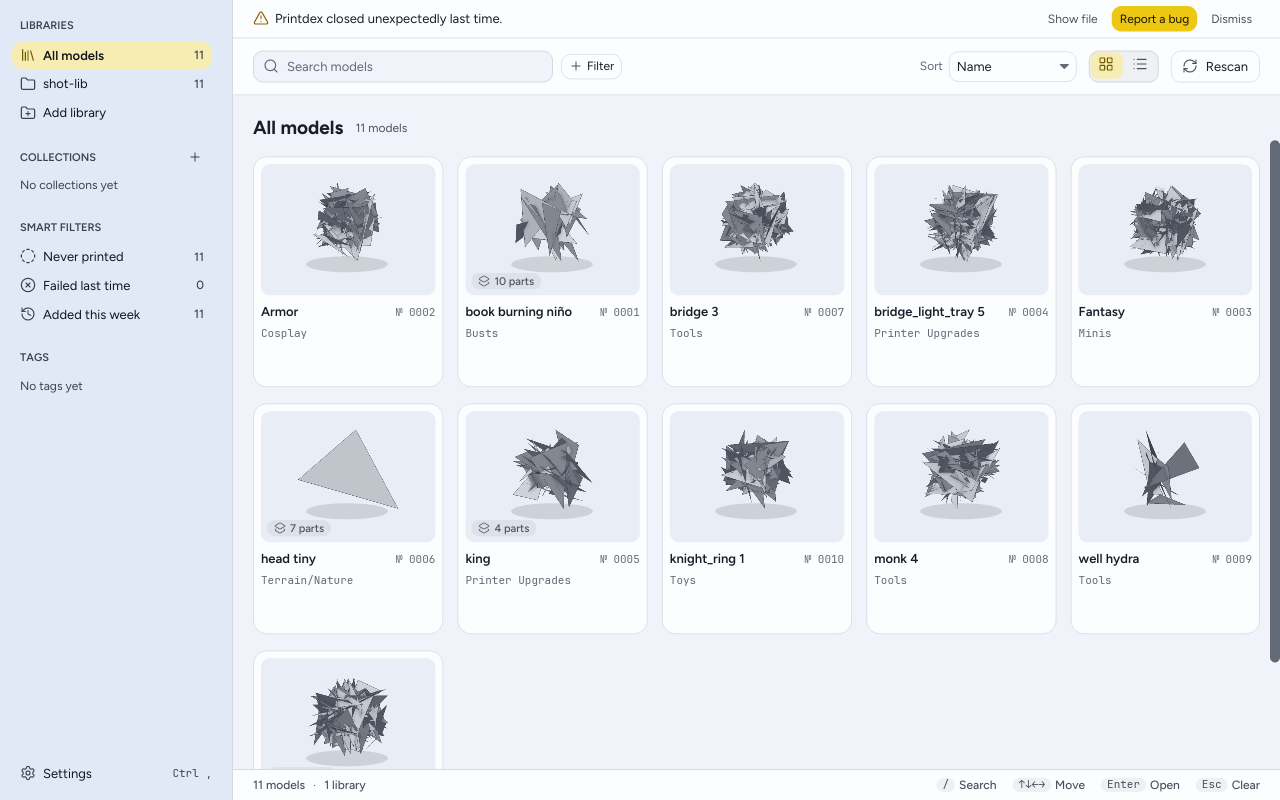 LIBRARIES
All models 11
shot-lib 11
Add library
COLLECTIONS
No collections yet
SMART FILTERS
Never printed 11
Failed last time 0
Added this week 11
TAGS
No tags yet
Settings Ctrl ,
Printdex closed unexpectedly last time. Show file Report a bug Dismiss
Search models Filter Sort Name Rescan
All models 11 models
10 parts
Armor № 0002
Cosplay
book burning niño № 0001
Busts
bridge 3 № 0007
Tools
bridge_light_tray 5 № 0004
Printer Upgrades
Fantasy № 0003
Minis
7 parts
head tiny № 0006
Terrain/Nature
4 parts
king № 0005
Printer Upgrades
knight_ring 1 № 0010
Toys
monk 4 № 0008
Tools
well hydra № 0009
Tools
11 models · 1 library / Search ↑↓←→ Move Enter Open Esc Clear